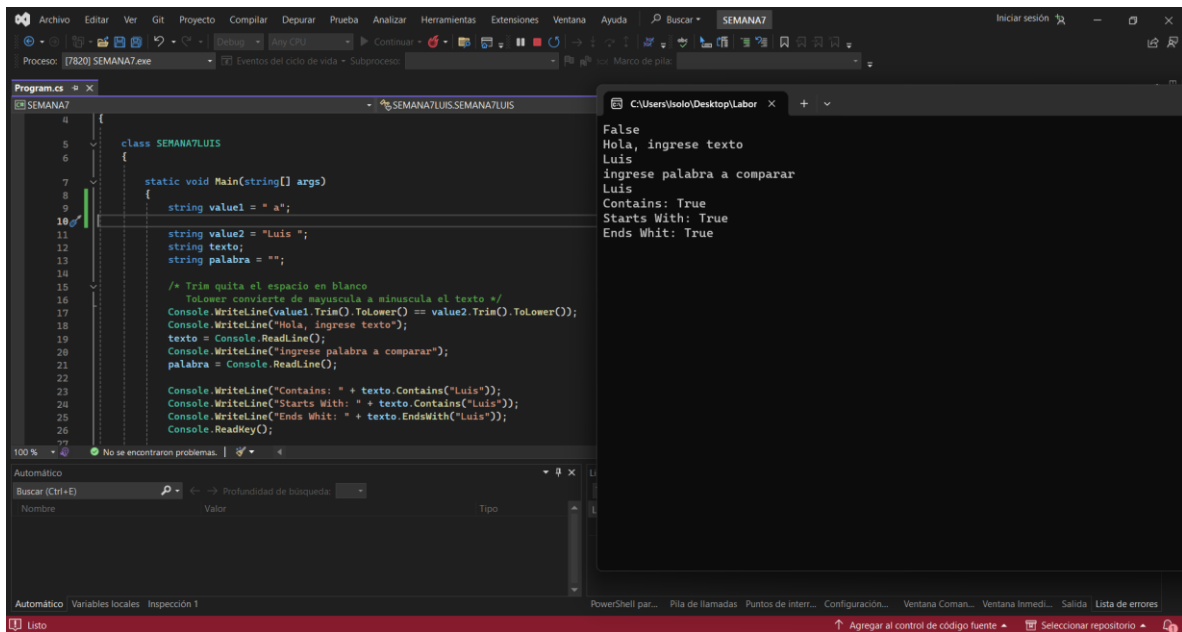 Archivo Editar Ver Git Proyecto Compilar Depurar Prueba Analizar Herramientas Extensiones Ventana Ayuda Buscar SEMANA7 Iniciar sesión
Debug Any CPU Continuar
Proceso: [7820] SEMANA7.exe Eventos del ciclo de vida Subproceso: Marco de pila:
Program.cs
SEMANA7 SEMANA7LUIS.SEMANA7LUIS
4 {
5 class SEMANA7LUIS
6 {
7 static void Main(string[] args)
8 {
9 string value1 = " a";
10
11 string value2 = "Luis ";
12 string texto;
13 string palabra = "";
14
15 /* Trim quita el espacio en blanco
16 ToLower convierte de mayuscula a minuscula el texto */
17 Console.WriteLine(value1.Trim().ToLower() == value2.Trim().ToLower());
18 Console.WriteLine("Hola, ingrese texto");
19 texto = Console.ReadLine();
20 Console.WriteLine("ingrese palabra a comparar");
21 palabra = Console.ReadLine();
22
23 Console.WriteLine("Contains: " + texto.Contains("Luis"));
24 Console.WriteLine("Starts With: " + texto.Contains("Luis"));
25 Console.WriteLine("Ends Whit: " + texto.EndsWith("Luis"));
26 Console.ReadKey();
27
100 % No se encontraron problemas.
C:\Users\lsolo\Desktop\Labor
False
Hola, ingrese texto
Luis
ingrese palabra a comparar
Luis
Contains: True
Starts With: True
Ends Whit: True
Automático
Buscar (Ctrl+E) Profundidad de búsqueda:
Nombre Valor Tipo
Automático Variables locales Inspección 1
PowerShell par... Pila de llamadas Puntos de interr... Configuración... Ventana Coman... Ventana Inmedi... Salida Lista de errores
Listo Agregar al control de código fuente Seleccionar repositorio